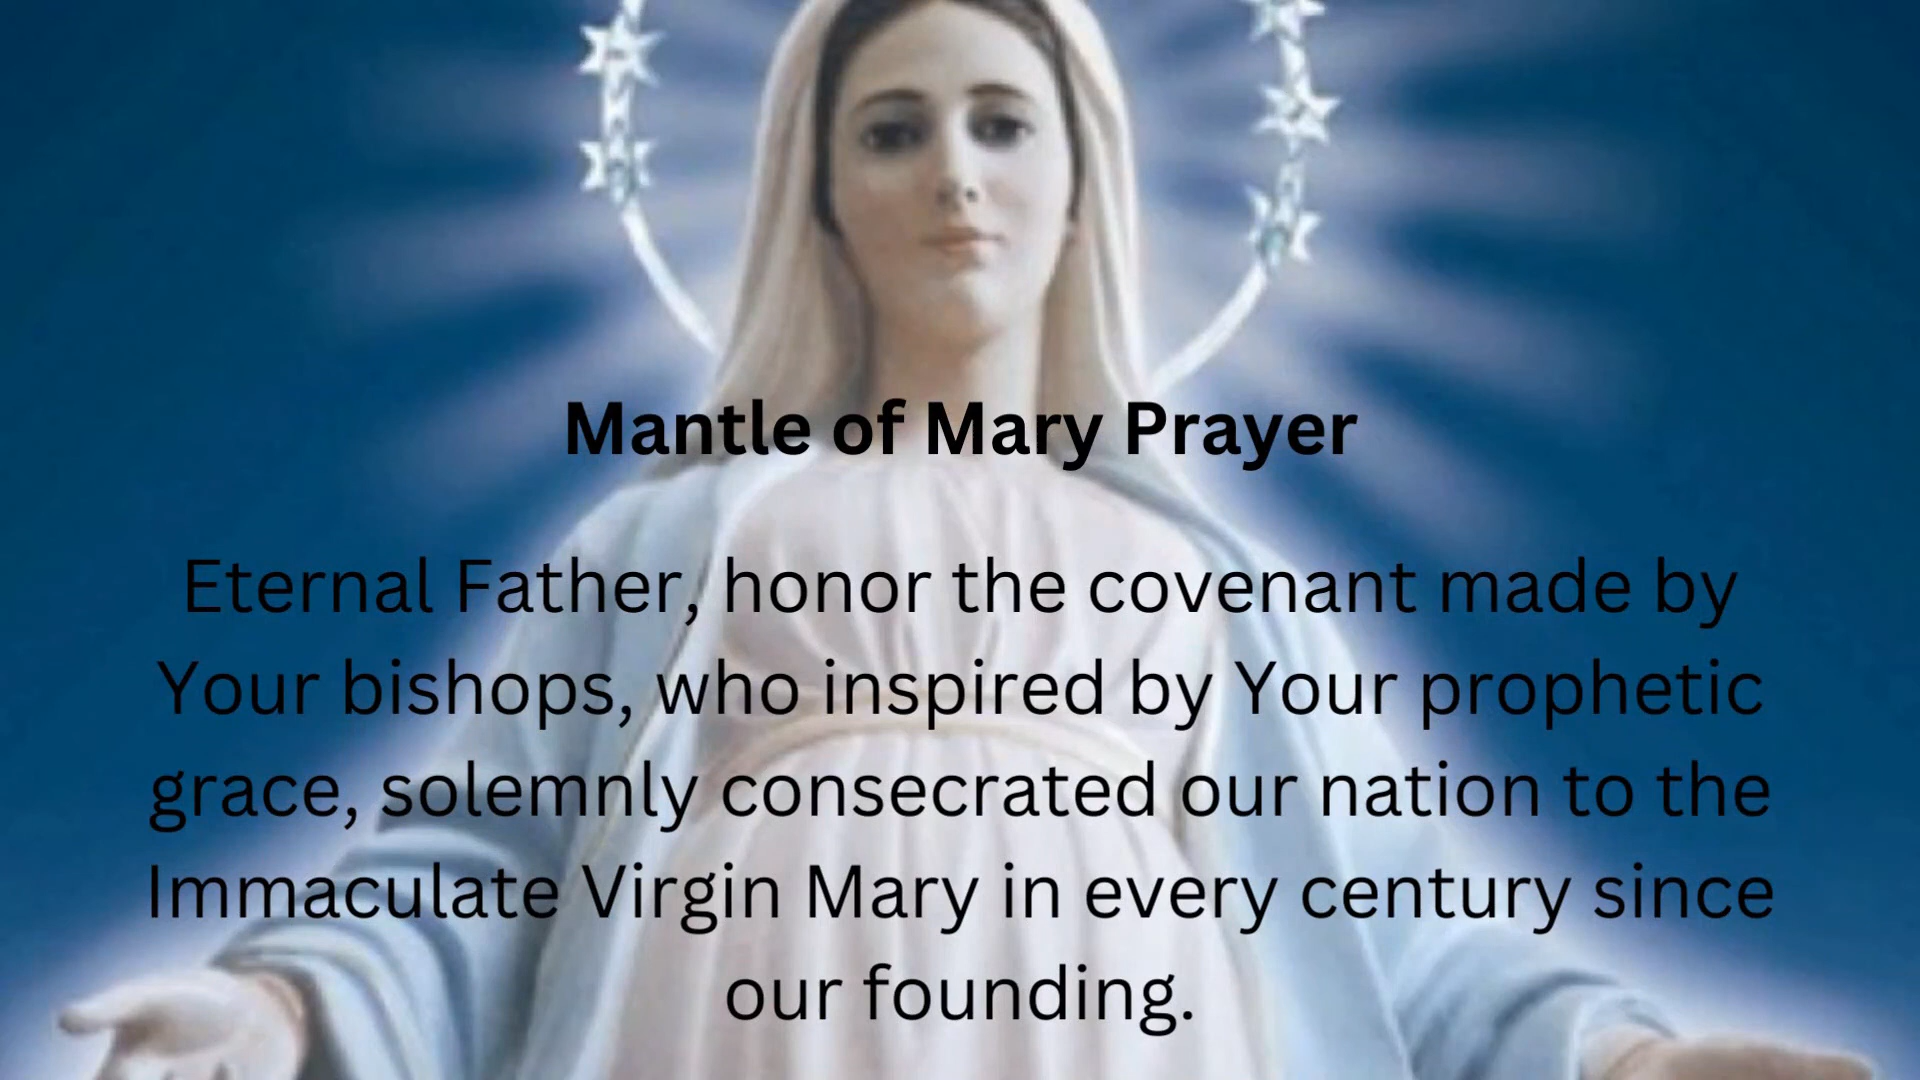 Mantle of Mary Prayer
Eternal Father, honor the covenant made by
Your bishops, who inspired by Your prophetic
grace, solemnly consecrated our nation to the
Immaculate Virgin Mary in every century since
our founding.